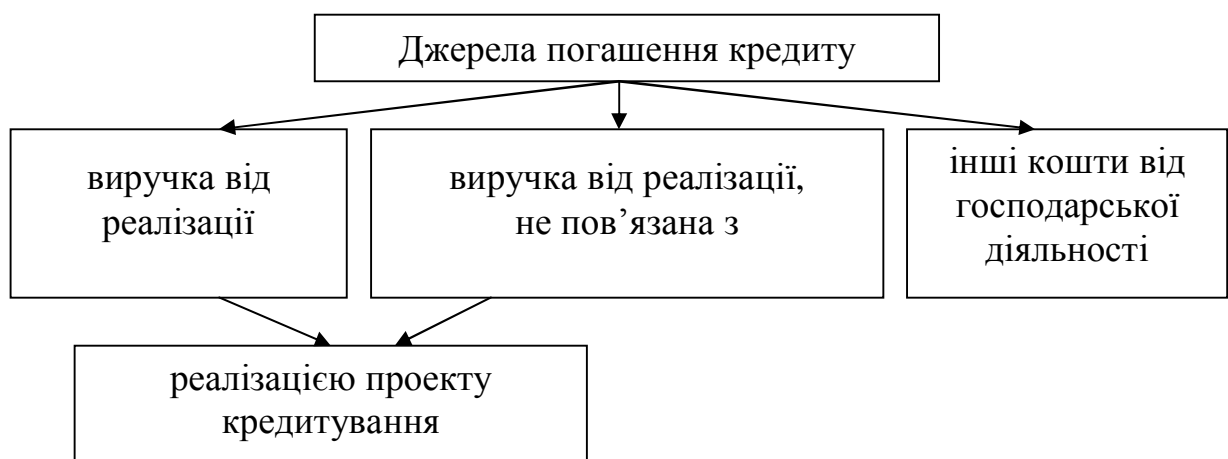 Джерела погашення кредиту
виручка від
реалізації
виручка від реалізації,
не пов’язана з
інші кошти від
господарської
діяльності
реалізацією проекту
кредитування